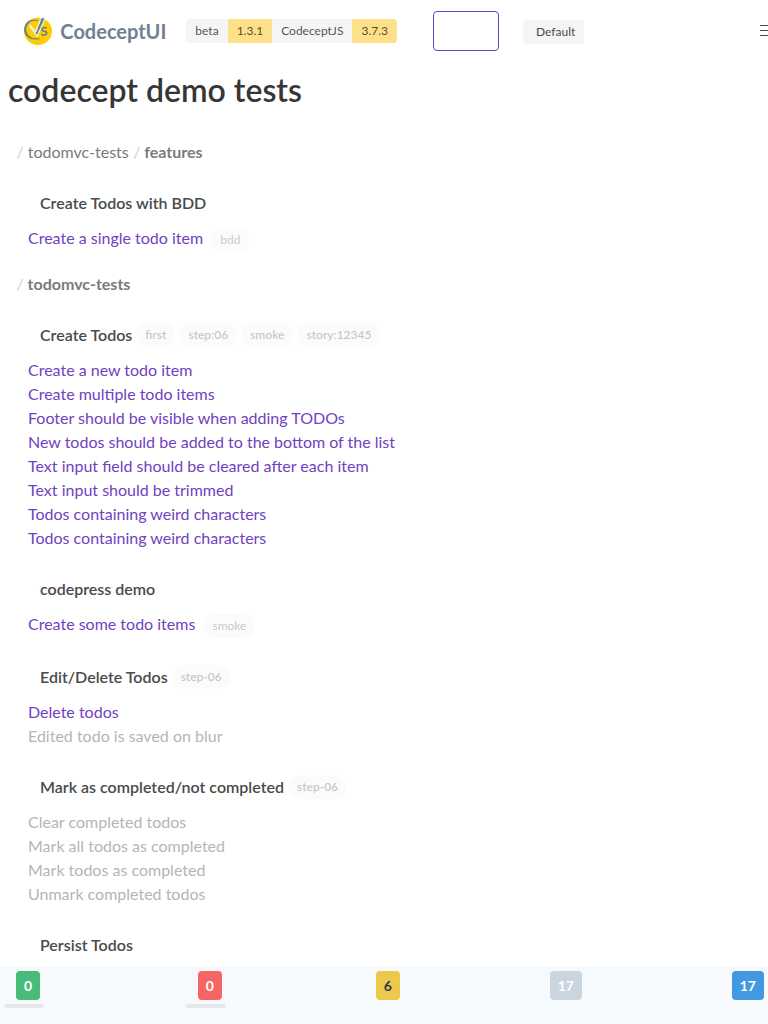 CodeceptUI beta 1.3.1 CodeceptJS 3.7.3 Default
codecept demo tests
/ todomvc-tests / features
Create Todos with BDD
Create a single todo item bdd
/ todomvc-tests
Create Todos first step:06 smoke story:12345
Create a new todo item
Create multiple todo items
Footer should be visible when adding TODOs
New todos should be added to the bottom of the list
Text input field should be cleared after each item
Text input should be trimmed
Todos containing weird characters
Todos containing weird characters
codepress demo
Create some todo items smoke
Edit/Delete Todos step-06
Delete todos
Edited todo is saved on blur
Mark as completed/not completed step-06
Clear completed todos
Mark all todos as completed
Mark todos as completed
Unmark completed todos
Persist Todos
0 0 6 17 17